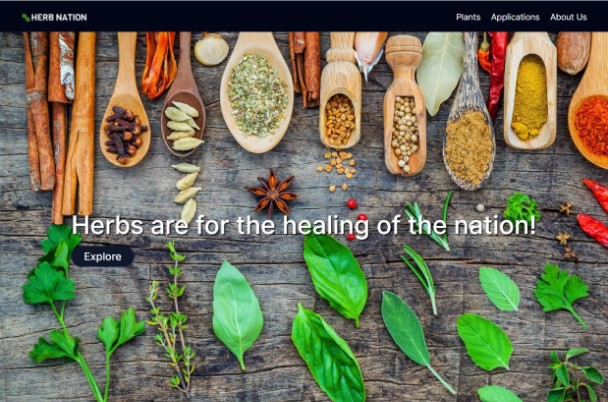 HERB NATION
Plants Applications About Us
Herbs are for the healing of the nation!
Explore